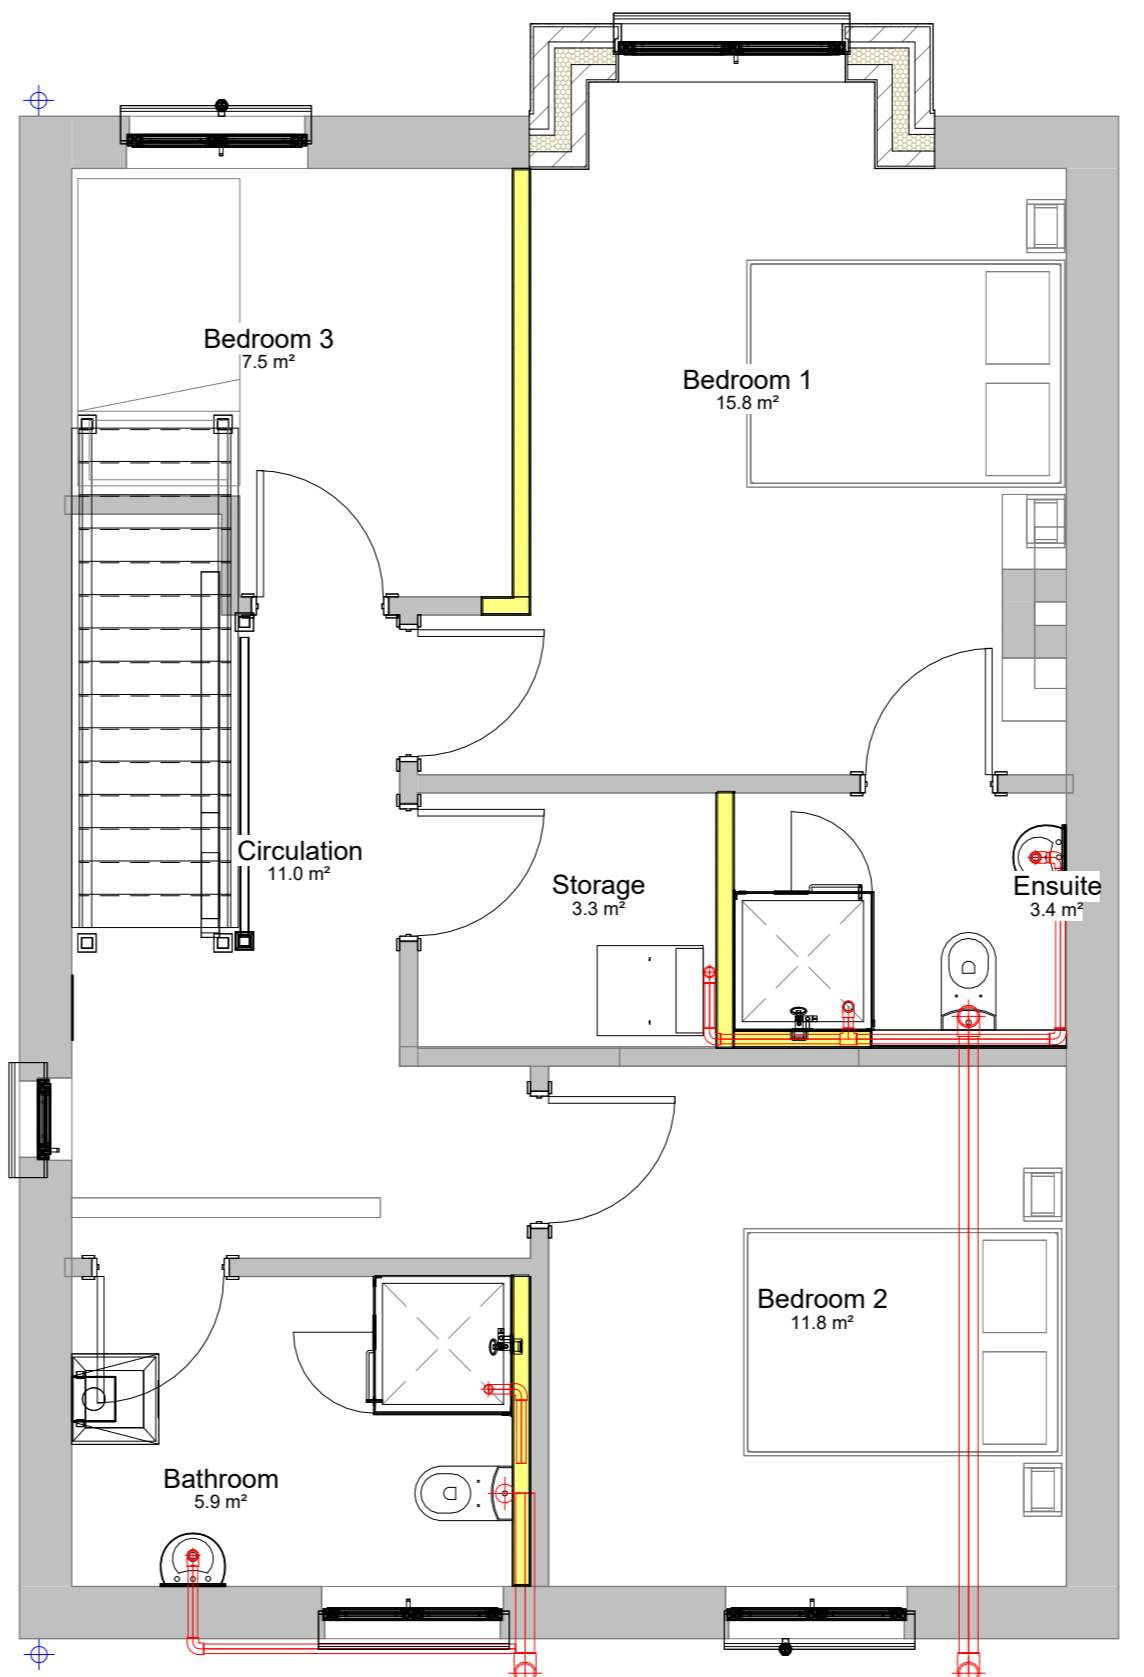 Bedroom 3
7.5 m²
Bedroom 1
15.8 m²
Circulation
11.0 m²
Storage
3.3 m²
Ensuite
3.4 m²
Bedroom 2
11.8 m²
Bathroom
5.9 m²